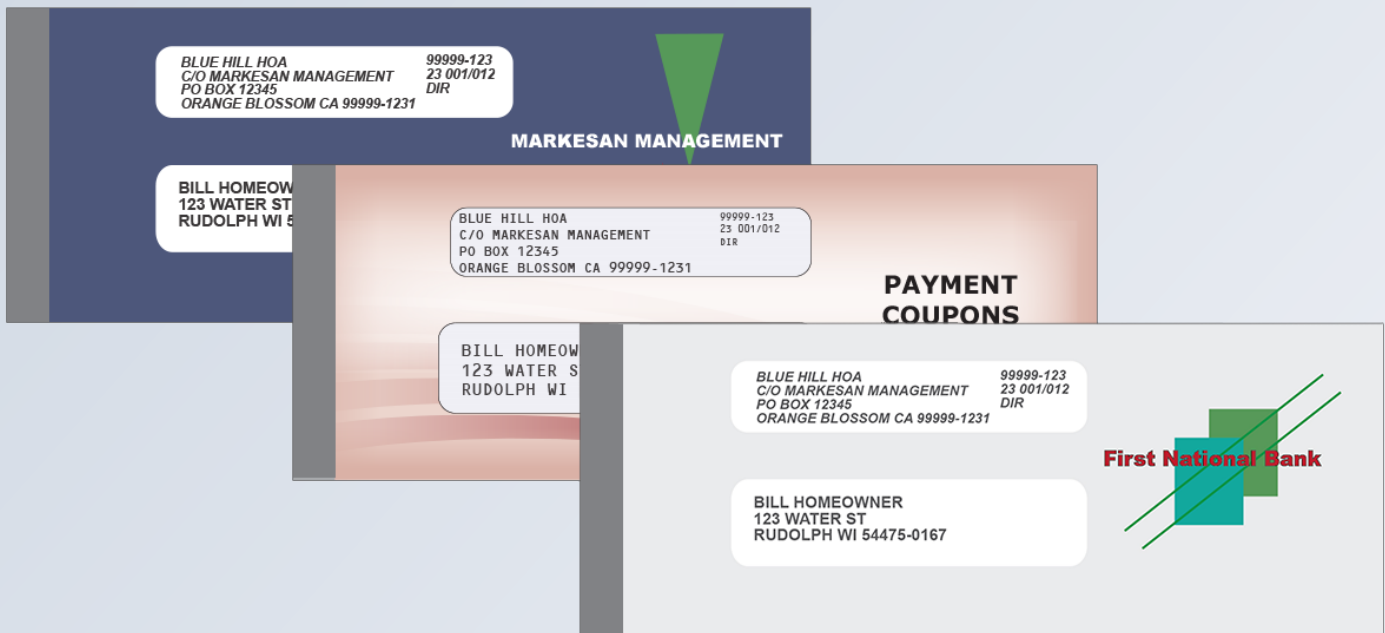 BLUE HILL HOA 99999-123
C/O MARKESAN MANAGEMENT 23 001/012
PO BOX 12345 DIR
ORANGE BLOSSOM CA 99999-1231
MARKESAN MANAGEMENT
BILL HOMEOW
123 WATER ST
RUDOLPH WI 5
BLUE HILL HOA 99999-123
C/O MARKESAN MANAGEMENT 23 001/012
PO BOX 12345 DIR
ORANGE BLOSSOM CA 99999-1231
PAYMENT
COUPONS
BILL HOMEOW
123 WATER S
RUDOLPH WI
BLUE HILL HOA 99999-123
C/O MARKESAN MANAGEMENT 23 001/012
PO BOX 12345 DIR
ORANGE BLOSSOM CA 99999-1231
First National Bank
BILL HOMEOWNER
123 WATER ST
RUDOLPH WI 54475-0167